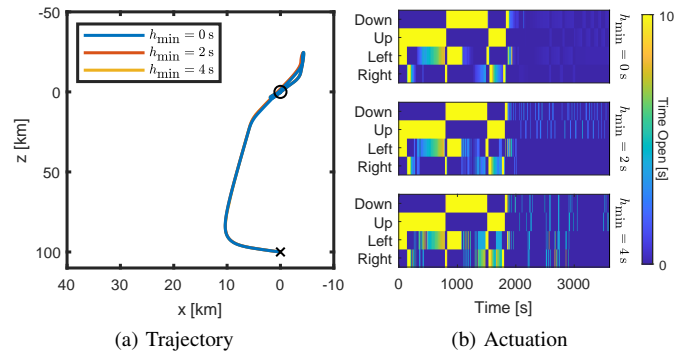 h_min = 0 s
h_min = 2 s
h_min = 4 s
0
50
100
z [km]
40
30
20
10
0
-10
x [km]
(a) Trajectory
Down
Up
Left
Right
h_min = 0 s
Down
Up
Left
Right
h_min = 2 s
Down
Up
Left
Right
h_min = 4 s
0
1000
2000
3000
Time [s]
10
Time Open [s]
0
(b) Actuation